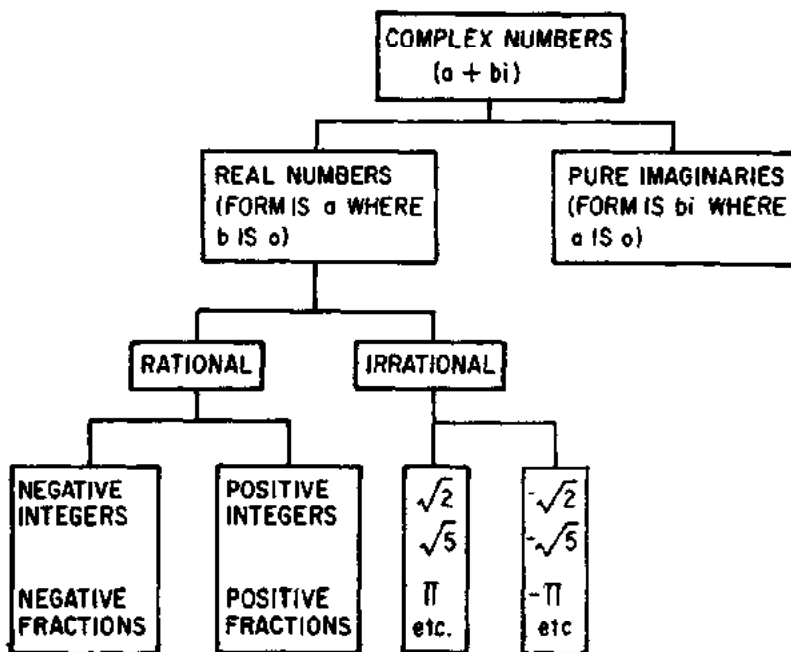 COMPLEX NUMBERS
(a + bi)
REAL NUMBERS
(FORM IS a WHERE
b IS o)
PURE IMAGINARIES
(FORM IS bi WHERE
a IS o)
RATIONAL
IRRATIONAL
NEGATIVE
INTEGERS
NEGATIVE
FRACTIONS
POSITIVE
INTEGERS
POSITIVE
FRACTIONS
√2
√5
π
etc.
-√2
-√5
-π
etc